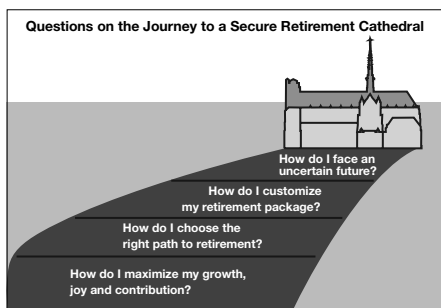 Questions on the Journey to a Secure Retirement Cathedral
How do I face an
uncertain future?
How do I customize
my retirement package?
How do I choose the
right path to retirement?
How do I maximize my growth,
joy and contribution?